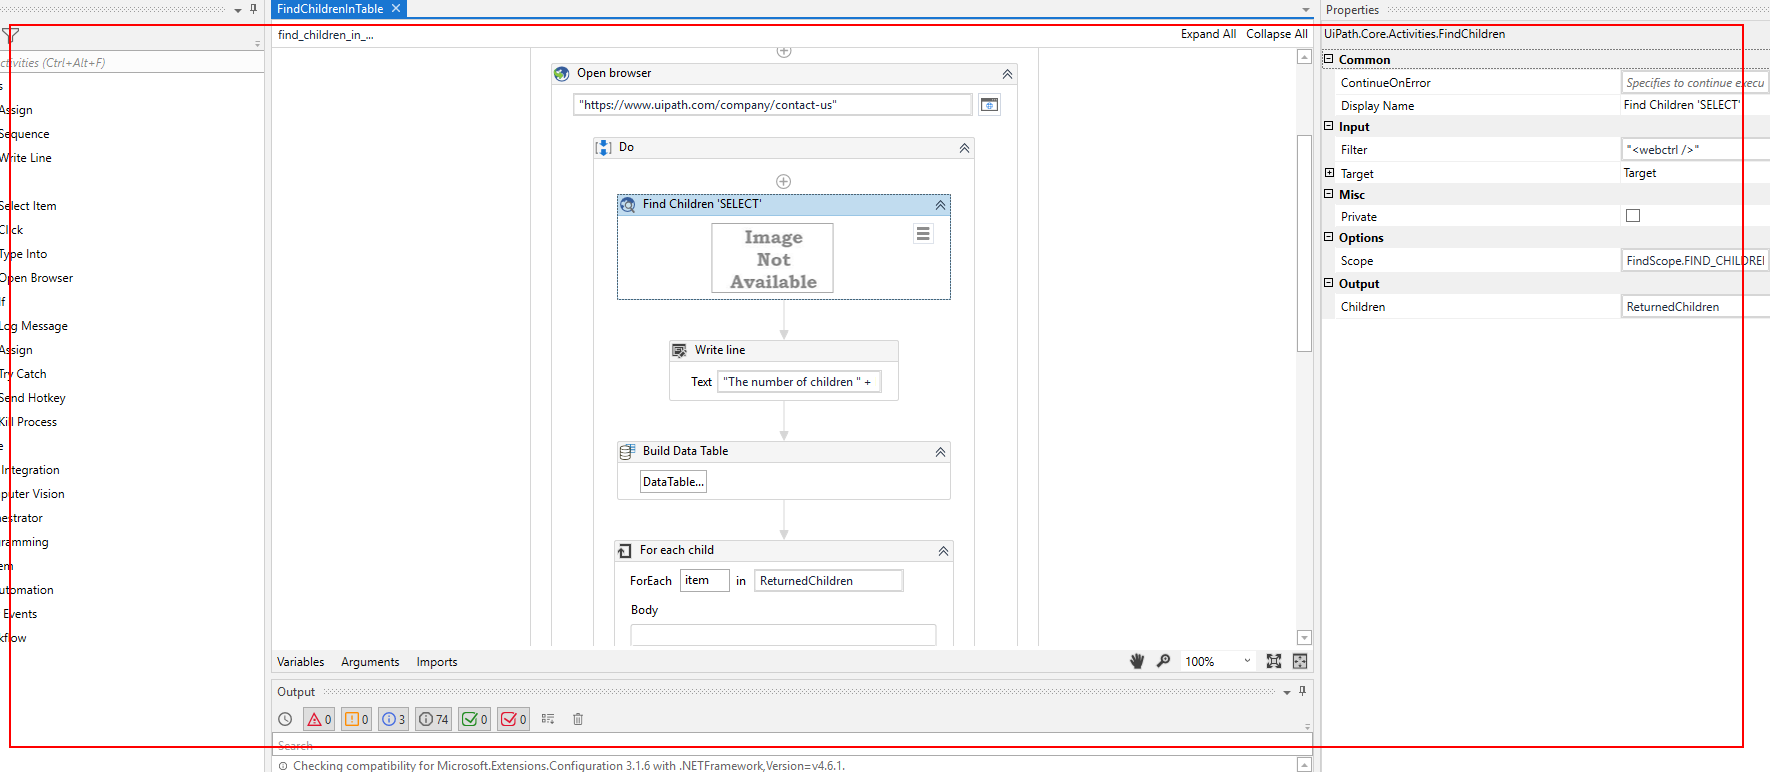 FindChildrenInTable
Properties
find_children_in_...
Expand All Collapse All
UiPath.Core.Activities.FindChildren
ctivities (Ctrl+Alt+F)
s
Assign
Sequence
Write Line
Select Item
Click
Type Into
Open Browser
If
Log Message
Assign
Try Catch
Send Hotkey
Kill Process
e
Integration
puter Vision
hestrator
gramming
em
utomation
Events
kflow
Open browser
"https://www.uipath.com/company/contact-us"
Do
Find Children 'SELECT'
Image
Not
Available
Write line
Text "The number of children " +
Build Data Table
DataTable...
For each child
ForEach item in ReturnedChildren
Body
Variables Arguments Imports
100%
Output
0 0 3 74 0 0
Search
Checking compatibility for Microsoft.Extensions.Configuration 3.1.6 with .NETFramework,Version=v4.6.1.
Common
ContinueOnError Specifies to continue execu
Display Name Find Children 'SELECT'
Input
Filter "<webctrl />"
Target Target
Misc
Private
Options
Scope FindScope.FIND_CHILDREN
Output
Children ReturnedChildren